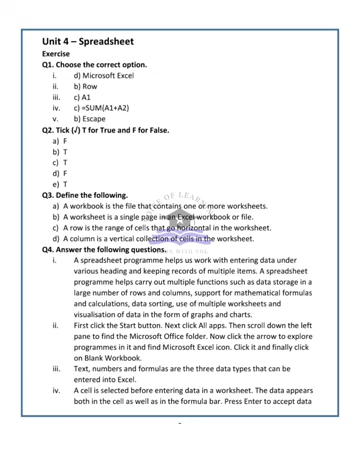 Unit 4 – Spreadsheet
Exercise
Q1. Choose the correct option.
i. d) Microsoft Excel
ii. b) Row
iii. c) A1
iv. c) =SUM(A1+A2)
v. b) Escape
Q2. Tick (√) T for True and F for False.
a) F
b) T
c) T
d) F
e) T
Q3. Define the following.
a) A workbook is the file that contains one or more worksheets.
b) A worksheet is a single page in an Excel workbook or file.
c) A row is the range of cells that go horizontal in the worksheet.
d) A column is a vertical collection of cells in the worksheet.
Q4. Answer the following questions.
i. A spreadsheet programme helps us work with entering data under
various heading and keeping records of multiple items. A spreadsheet
programme helps carry out multiple functions such as data storage in a
large number of rows and columns, support for mathematical formulas
and calculations, data sorting, use of multiple worksheets and
visualisation of data in the form of graphs and charts.
ii. First click the Start button. Next click All apps. Then scroll down the left
pane to find the Microsoft Office folder. Now click the arrow to explore
programmes in it and find Microsoft Excel icon. Click it and finally click
on Blank Workbook.
iii. Text, numbers and formulas are the three data types that can be
entered into Excel.
iv. A cell is selected before entering data in a worksheet. The data appears
both in the cell as well as in the formula bar. Press Enter to accept data